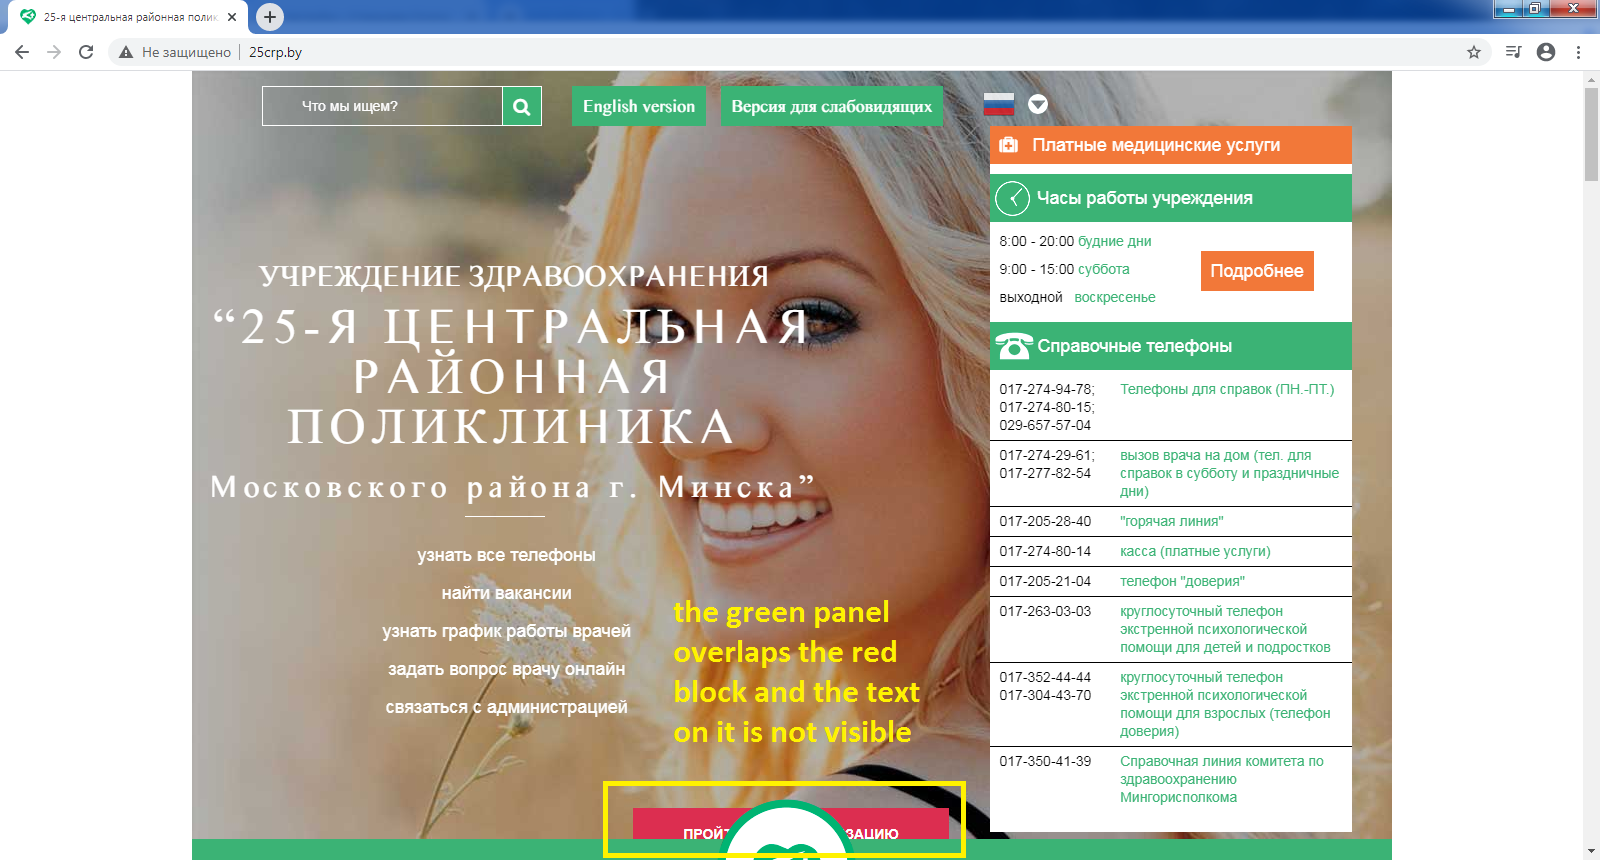 25-я центральная районная полик
Не защищено
25crp.by
Что мы ищем?
English version
Версия для слабовидящих
Платные медицинские услуги
Часы работы учреждения
8:00 - 20:00 будние дни
9:00 - 15:00 суббота
выходной воскресенье
Подробнее
Справочные телефоны
017-274-94-78; Телефоны для справок (ПН.-ПТ.)
017-274-80-15;
029-657-57-04
017-274-29-61; вызов врача на дом (тел. для
017-277-82-54 справок в субботу и праздничные
дни)
017-205-28-40 "горячая линия"
017-274-80-14 касса (платные услуги)
017-205-21-04 телефон "доверия"
017-263-03-03 круглосуточный телефон
экстренной психологической
помощи для детей и подростков
017-352-44-44 круглосуточный телефон
017-304-43-70 экстренной психологической
помощи для взрослых (телефон
доверия)
017-350-41-39 Справочная линия комитета по
здравоохранению
Мингорисполкома
УЧРЕЖДЕНИЕ ЗДРАВООХРАНЕНИЯ
“25-Я ЦЕНТРАЛЬНАЯ
РАЙОННАЯ
ПОЛИКЛИНИКА
Московского района г. Минска”
узнать все телефоны
найти вакансии
узнать график работы врачей
задать вопрос врачу онлайн
связаться с администрацией
the green panel
overlaps the red
block and the text
on it is not visible